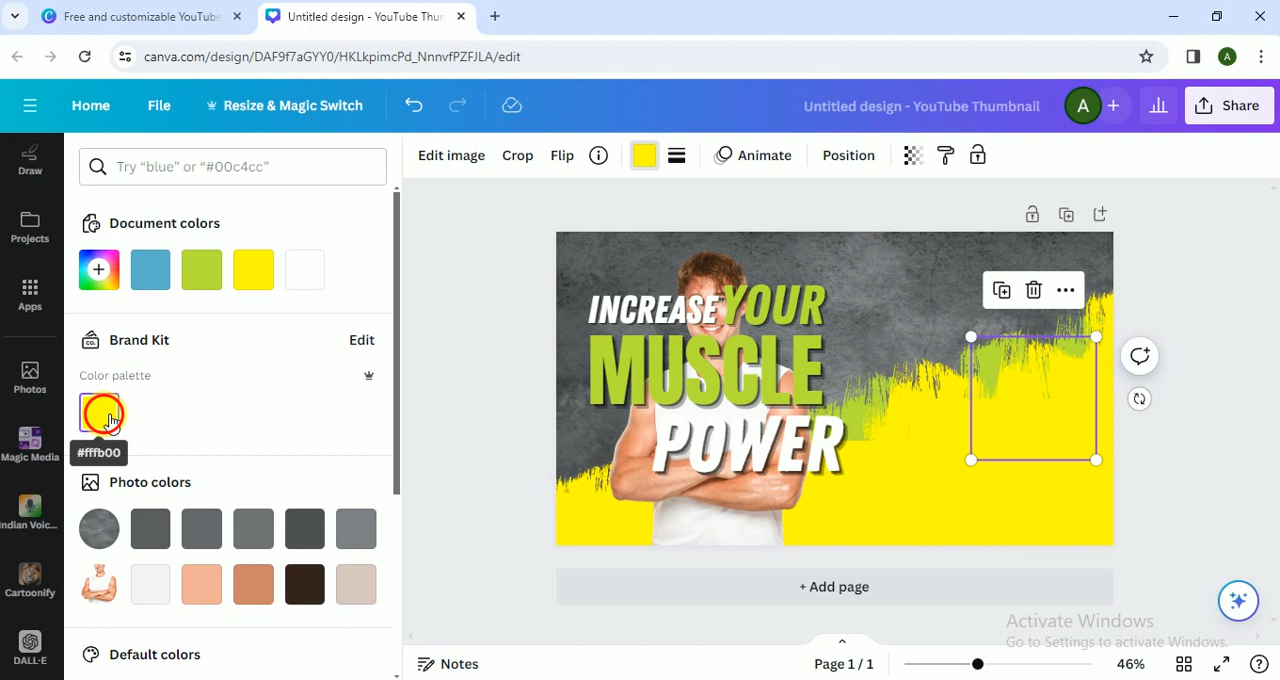 Free and customizable YouTube
Untitled design - YouTube Thum
canva.com/design/DAF9f7aGYY0/HKLkpimcPd_NnnvfPZFJLA/edit
A
Home
File
Resize & Magic Switch
Untitled design - YouTube Thumbnail
A
Share
Draw
Projects
Apps
Photos
Magic Media
Indian Voic...
Cartoonify
DALL·E
Try "blue" or "#00c4cc"
Document colors
Brand Kit
Edit
Color palette
#fffb00
Photo colors
Default colors
Edit image
Crop
Flip
Animate
Position
INCREASE YOUR
MUSCLE
POWER
+ Add page
Activate Windows
Go to Settings to activate Windows.
Notes
Page 1 / 1
46%